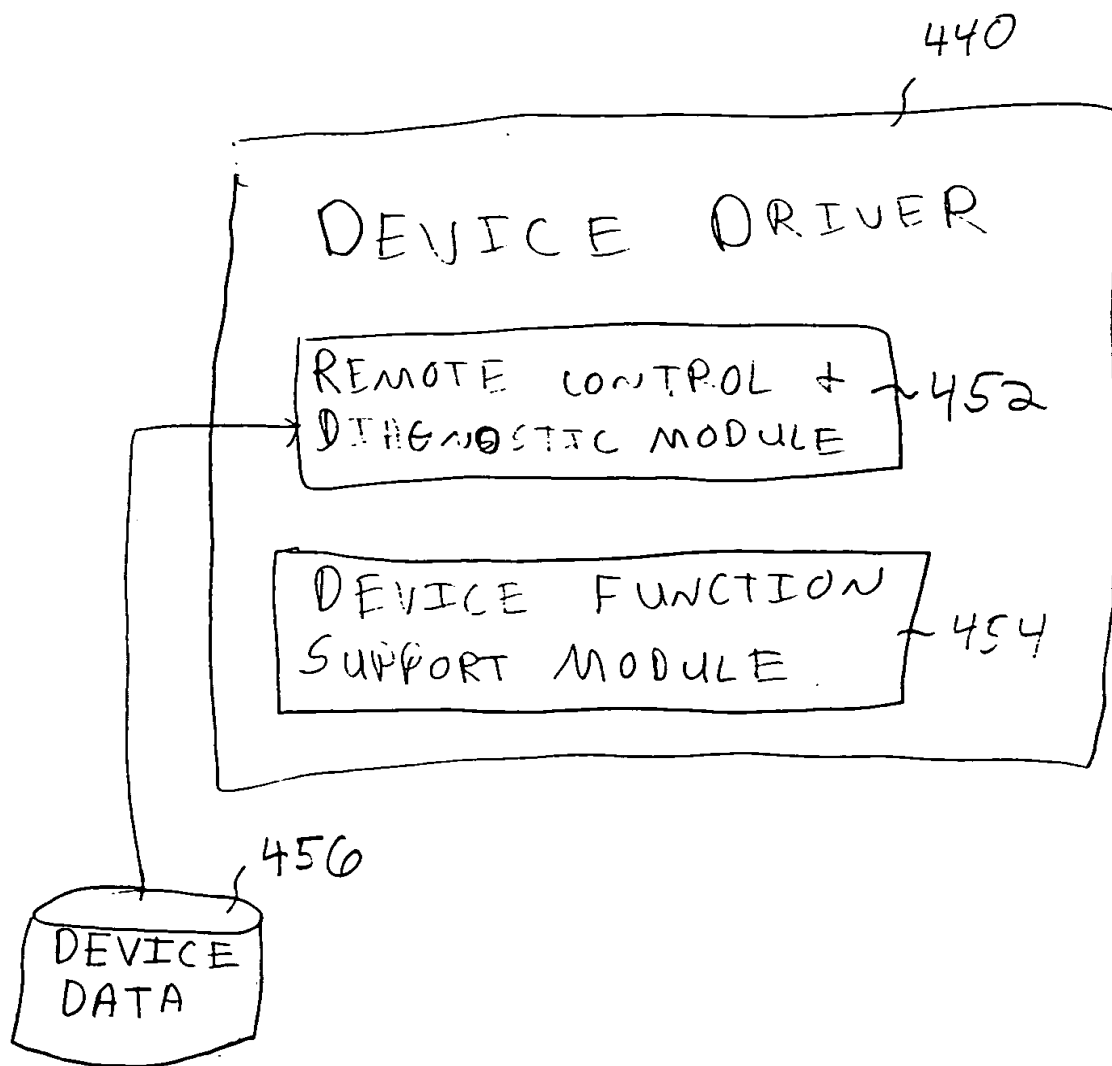 440
DEVICE DRIVER
REMOTE CONTROL +
DIAGNOSTIC MODULE
452
DEVICE FUNCTION
SUPPORT MODULE
454
456
DEVICE
DATA